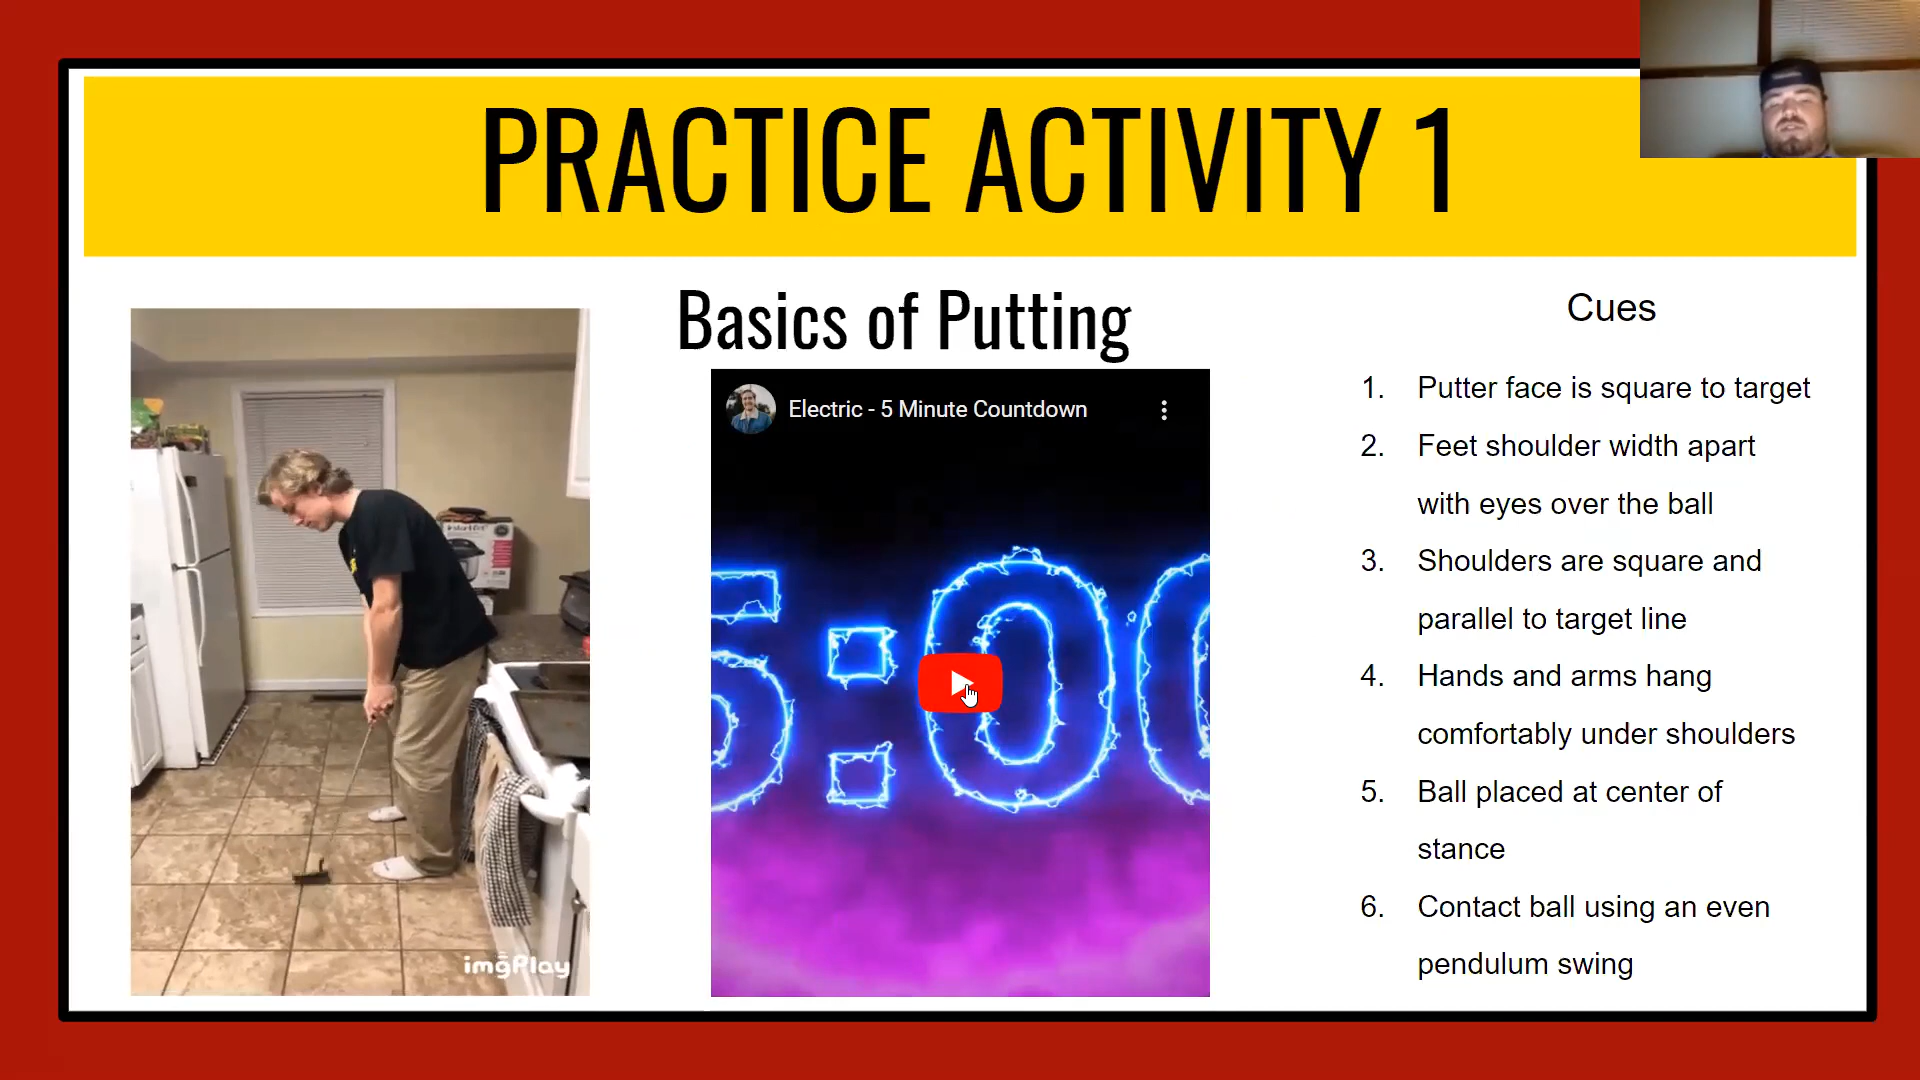 PRACTICE ACTIVITY 1
Basics of Putting
Electric - 5 Minute Countdown
5:00
imgPlay
Cues
1. Putter face is square to target
2. Feet shoulder width apart
with eyes over the ball
3. Shoulders are square and
parallel to target line
4. Hands and arms hang
comfortably under shoulders
5. Ball placed at center of
stance
6. Contact ball using an even
pendulum swing